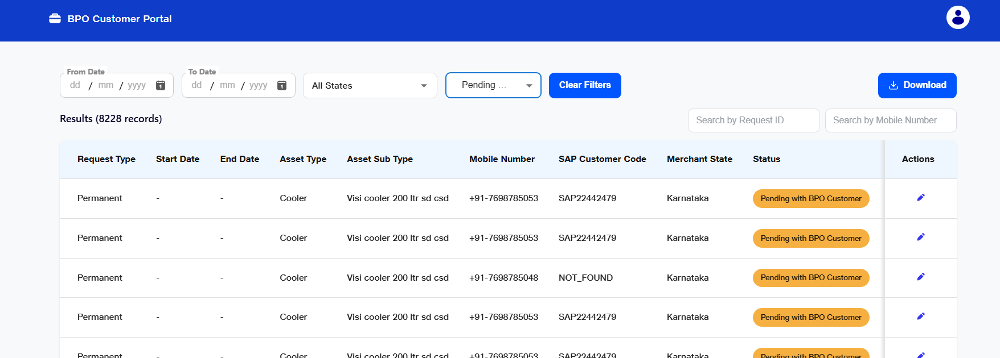 BPO Customer Portal
From Date To Date
dd / mm / yyyy dd / mm / yyyy All States Pending ... Clear Filters Download
Results (8228 records) Search by Request ID Search by Mobile Number
Request Type Start Date End Date Asset Type Asset Sub Type Mobile Number SAP Customer Code Merchant State Status Actions
Permanent - - Cooler Visi cooler 200 ltr sd csd +91-7698785053 SAP22442479 Karnataka Pending with BPO Customer
Permanent - - Cooler Visi cooler 200 ltr sd csd +91-7698785053 SAP22442479 Karnataka Pending with BPO Customer
Permanent - - Cooler Visi cooler 200 ltr sd csd +91-7698785048 NOT_FOUND Karnataka Pending with BPO Customer
Permanent - - Cooler Visi cooler 200 ltr sd csd +91-7698785053 SAP22442479 Karnataka Pending with BPO Customer
Permanent - - Cooler Visi cooler 200 ltr sd csd +91-7698785053 SAP22442479 Karnataka Pending with BPO Customer